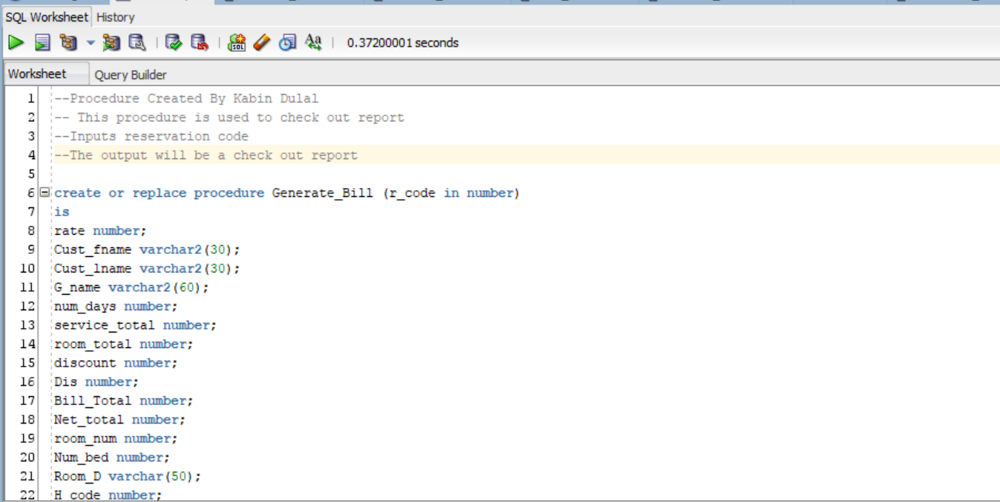 SQL Worksheet History
0.37200001 seconds
Worksheet Query Builder
1 --Procedure Created By Kabin Dulal
2 -- This procedure is used to check out report
3 --Inputs reservation code
4 --The output will be a check out report
5
6 create or replace procedure Generate_Bill (r_code in number)
7 is
8 rate number;
9 Cust_fname varchar2(30);
10 Cust_lname varchar2(30);
11 G_name varchar2(60);
12 num_days number;
13 service_total number;
14 room_total number;
15 discount number;
16 Dis number;
17 Bill_Total number;
18 Net_total number;
19 room_num number;
20 Num_bed number;
21 Room_D varchar(50);
22 H_code number;